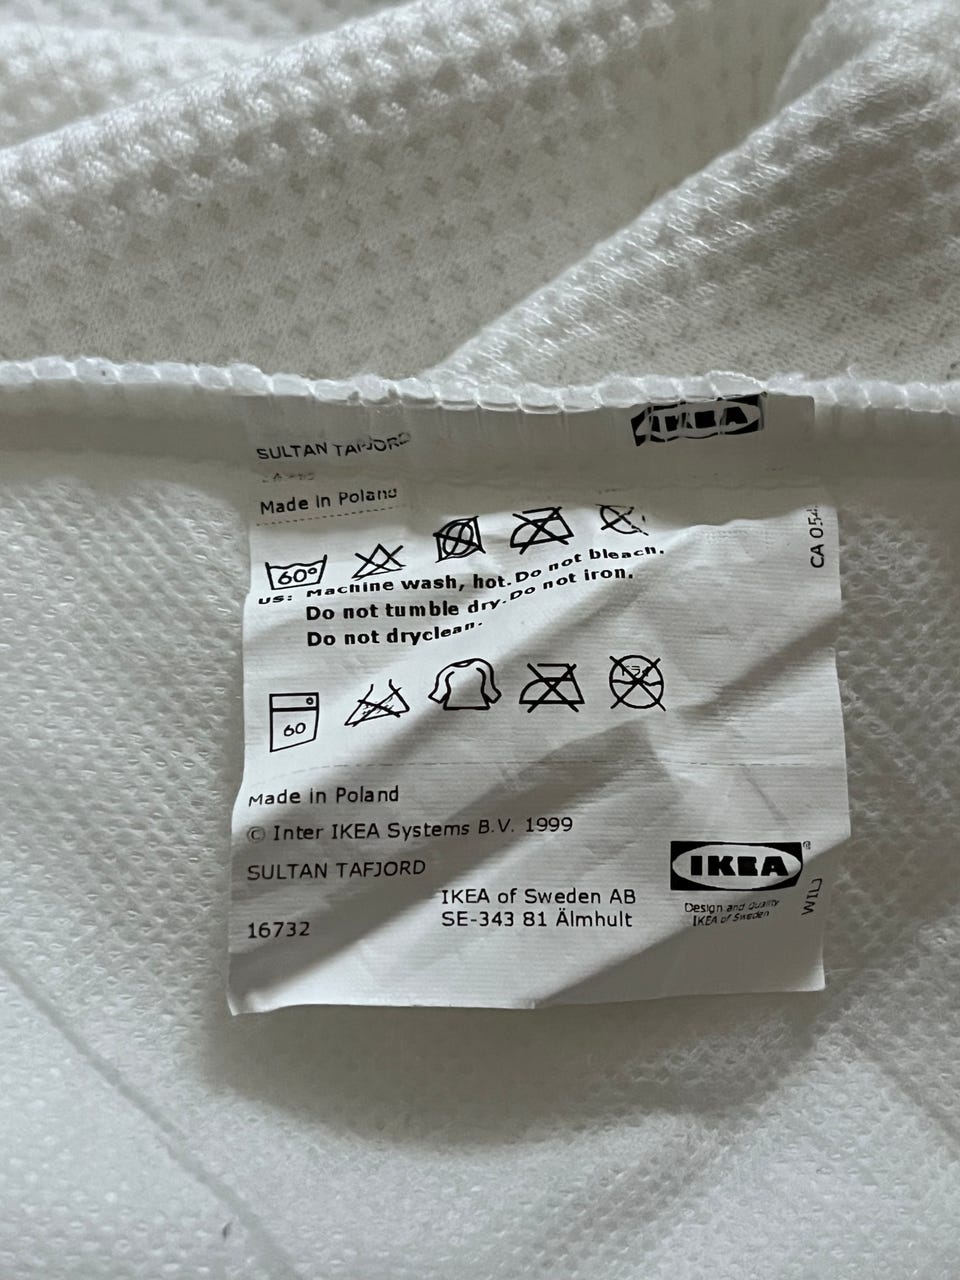 SULTAN TAFJORD
IKEA
Made in Poland
CA 054
60°
US: Machine wash, hot. Do not bleach.
Do not tumble dry. Do not iron.
Do not dryclean.
60
Made in Poland
© Inter IKEA Systems B.V. 1999
SULTAN TAFJORD
IKEA of Sweden AB
SE-343 81 Älmhult
16732
IKEA®
Design and Quality
IKEA of Sweden